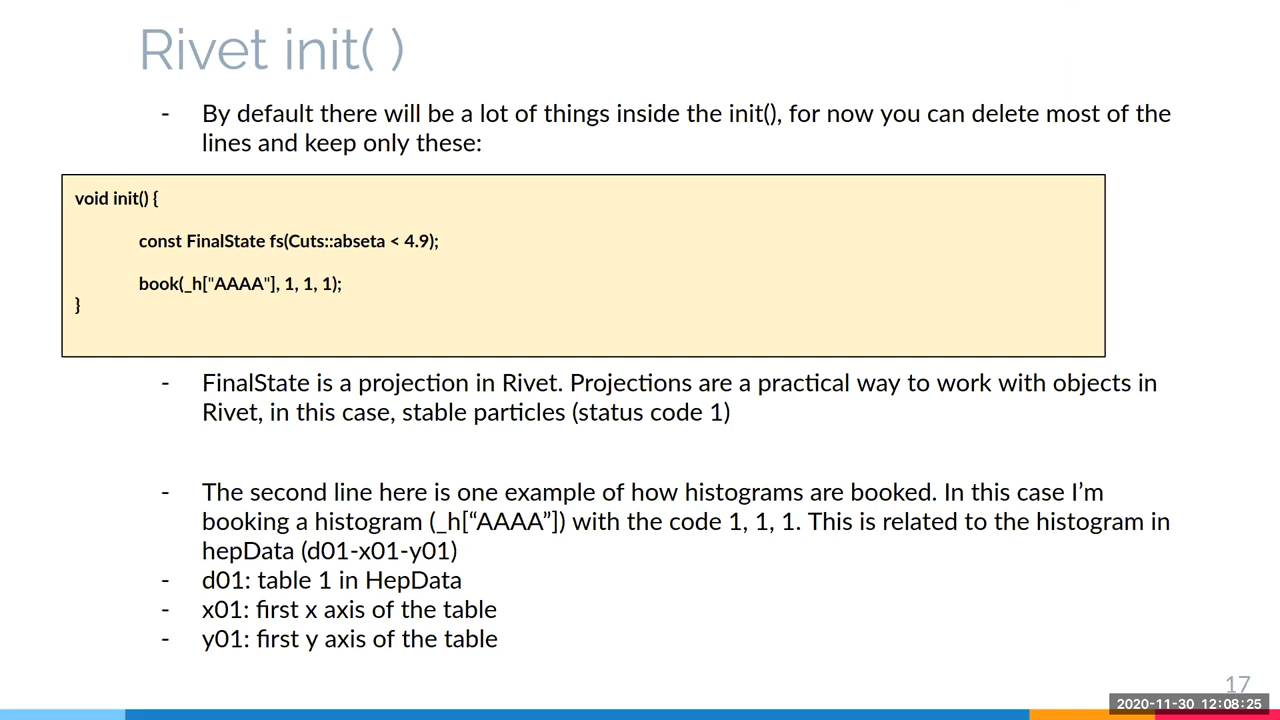 Rivet init( )
- By default there will be a lot of things inside the init(), for now you can delete most of the
lines and keep only these:
void init() {
const FinalState fs(Cuts::abseta < 4.9);
book(_h["AAAA"], 1, 1, 1);
}
- FinalState is a projection in Rivet. Projections are a practical way to work with objects in
Rivet, in this case, stable particles (status code 1)
- The second line here is one example of how histograms are booked. In this case I’m
booking a histogram (_h[“AAAA”]) with the code 1, 1, 1. This is related to the histogram in
hepData (d01-x01-y01)
- d01: table 1 in HepData
- x01: first x axis of the table
- y01: first y axis of the table
17
2020-11-30 12:08:25